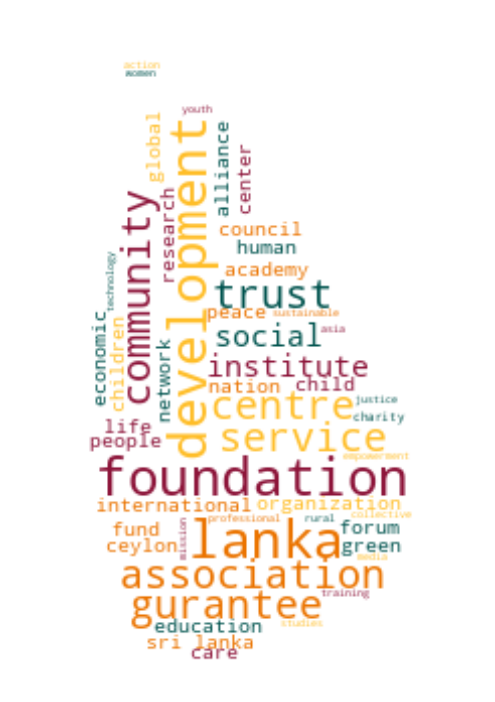 action
women
youth
global
development
alliance
center
community
research
council
human
academy
technology
trust
peace
sustainable
economic
children
network
social
asia
institute
nation
child
centre
justice
charity
life
people
service
empowerment
foundation
international
organization
fund
ceylon
mission
professional
rural
collective
lanka
forum
green
media
association
gurantee
training
education
studies
sri lanka
care